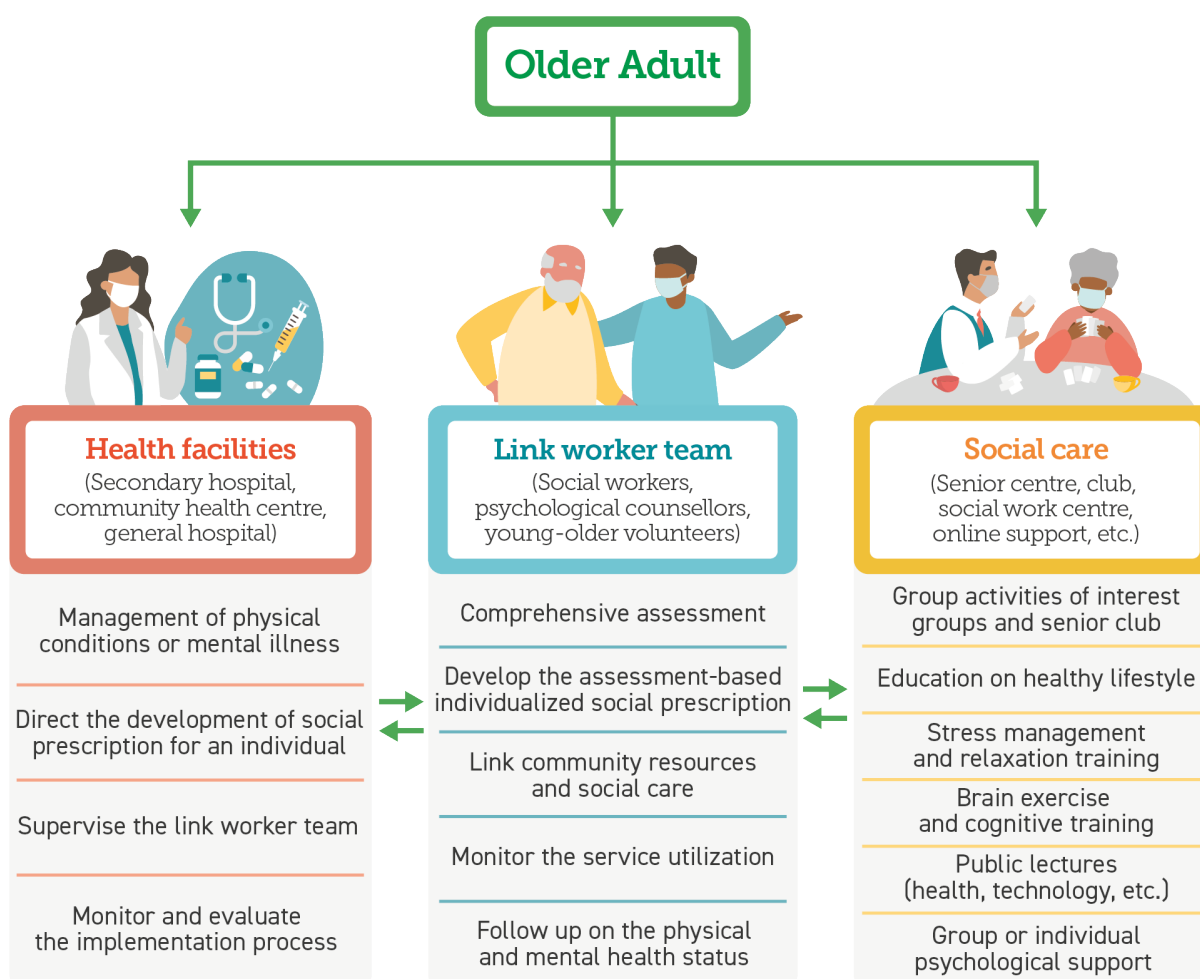 Older Adult
Health facilities
(Secondary hospital,
community health centre,
general hospital)
Management of physical
conditions or mental illness
Direct the development of social
prescription for an individual
Supervise the link worker team
Monitor and evaluate
the implementation process
Link worker team
(Social workers,
psychological counsellors,
young-older volunteers)
Comprehensive assessment
Develop the assessment-based
individualized social prescription
Link community resources
and social care
Monitor the service utilization
Follow up on the physical
and mental health status
Social care
(Senior centre, club,
social work centre,
online support, etc.)
Group activities of interest
groups and senior club
Education on healthy lifestyle
Stress management
and relaxation training
Brain exercise
and cognitive training
Public lectures
(health, technology, etc.)
Group or individual
psychological support